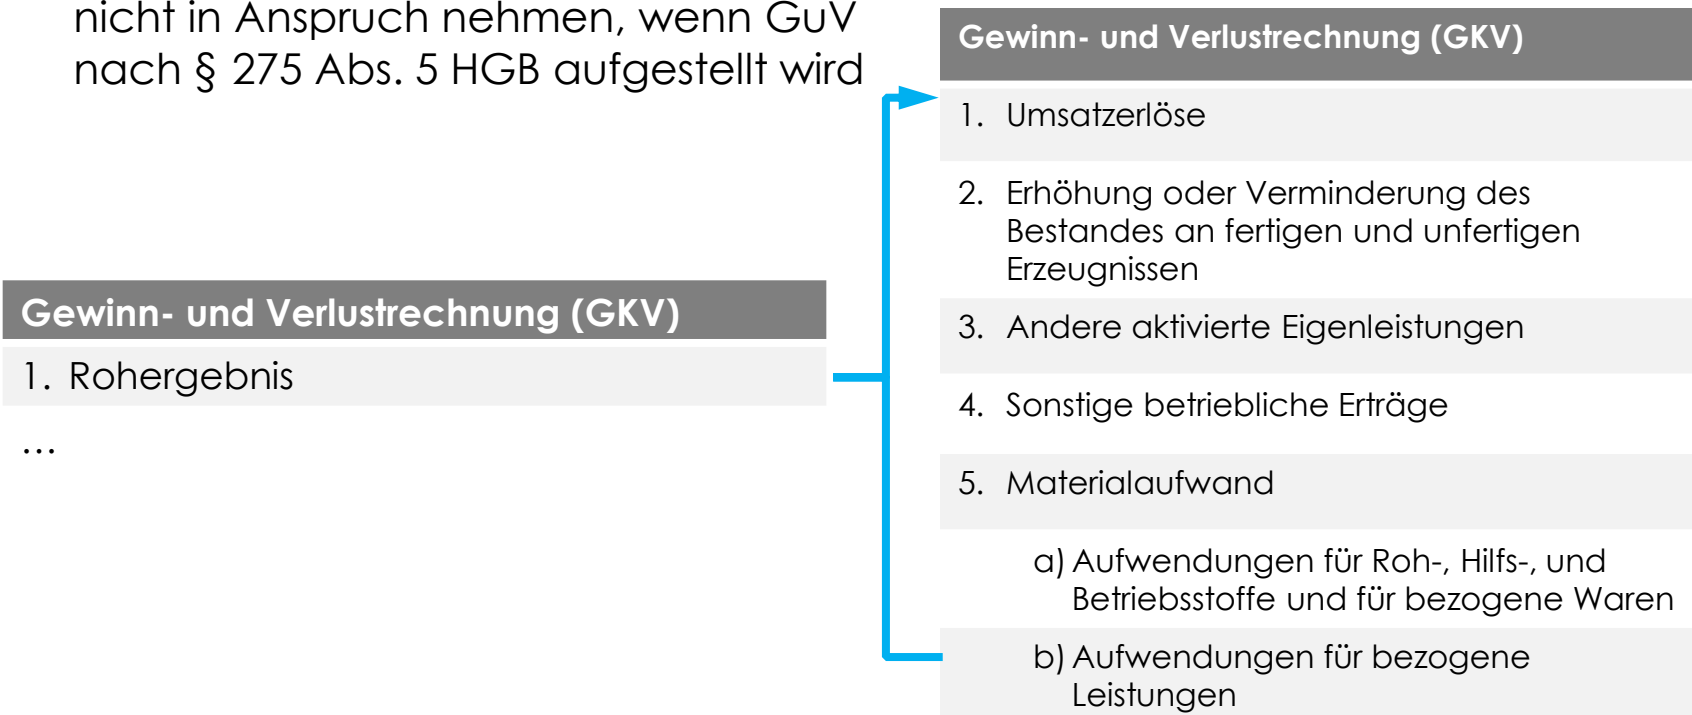 nicht in Anspruch nehmen, wenn GuV
nach § 275 Abs. 5 HGB aufgestellt wird
Gewinn- und Verlustrechnung (GKV)
1. Rohergebnis
…
Gewinn- und Verlustrechnung (GKV)
1. Umsatzerlöse
2. Erhöhung oder Verminderung des
Bestandes an fertigen und unfertigen
Erzeugnissen
3. Andere aktivierte Eigenleistungen
4. Sonstige betriebliche Erträge
5. Materialaufwand
a) Aufwendungen für Roh-, Hilfs-, und
Betriebsstoffe und für bezogene Waren
b) Aufwendungen für bezogene
Leistungen